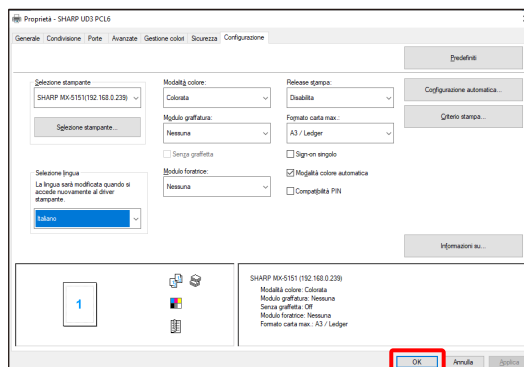 Proprietà - SHARP UD3 PCL6
Generale Condivisione Porte Avanzate Gestione colori Sicurezza Configurazione
Predefiniti
Selezione stampante
SHARP MX-5151(192.168.0.239)
Selezione stampante...
Modalità colore:
Colorata
Release stampa:
Disabilita
Configurazione automatica...
Modulo graffatura:
Nessuna
Formato carta max.:
A3 / Ledger
Criterio stampa...
Senza graffetta
Sign-on singolo
Selezione lingua
La lingua sarà modificata quando si
accede nuovamente al driver
stampante.
Italiano
Modulo foratrice:
Nessuna
Modalità colore automatica
Compatibilità PIN
Informazioni su...
1
SHARP MX-5151 (192.168.0.239)
Modalità colore: Colorata
Modulo graffatura: Nessuna
Senza graffetta: Off
Modulo foratrice: Nessuna
Formato carta max.: A3 / Ledger
OK Annulla Applica